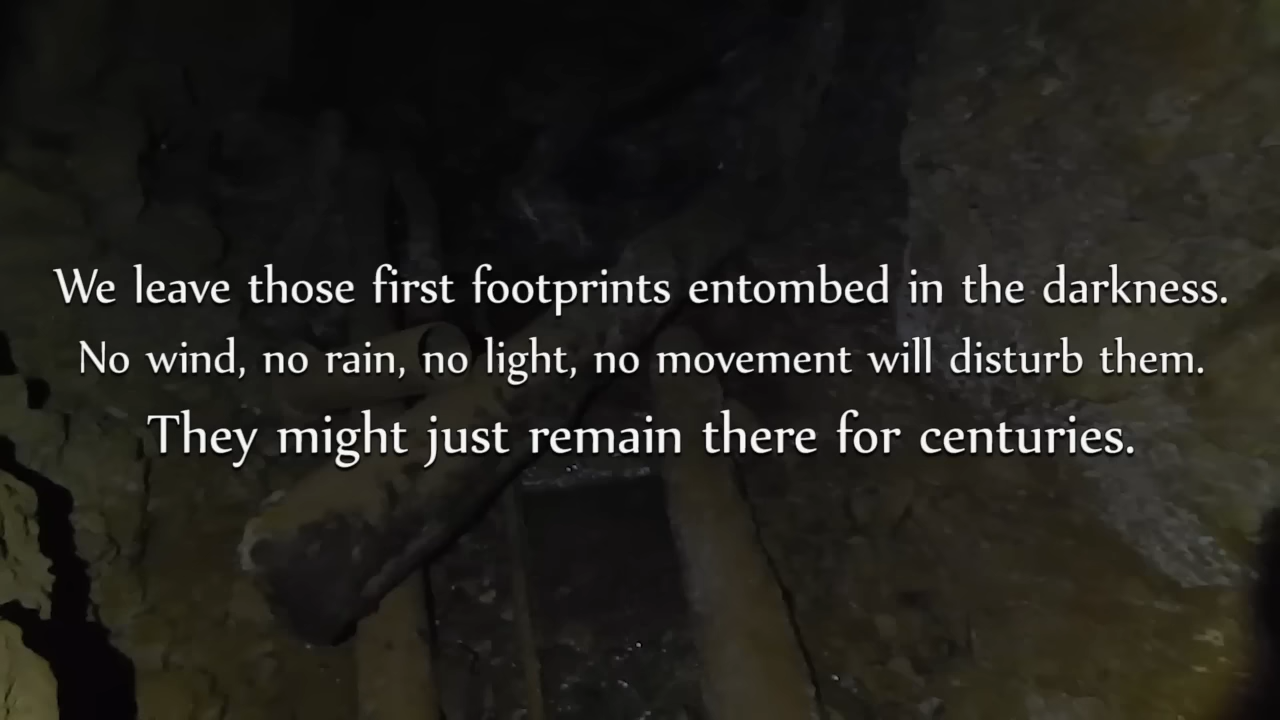 We leave those first footprints entombed in the darkness.
No wind, no rain, no light, no movement will disturb them.
They might just remain there for centuries.